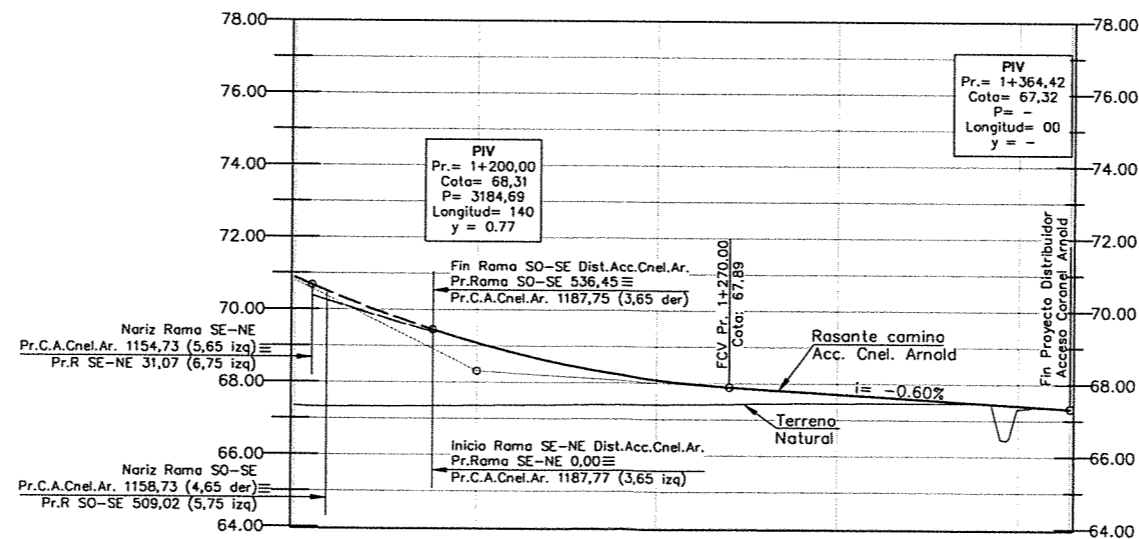 78.00
76.00
74.00
72.00
70.00
68.00
66.00
64.00
PIV
Pr.= 1+200,00
Cota= 68,31
P= 3184,69
Longitud= 140
y = 0.77
PIV
Pr.= 1+364,42
Cota= 67,32
P= -
Longitud= 00
y = -
Fin Rama SO-SE Dist.Acc.Cnel.Ar.
Pr.Rama SO-SE 536,45≡
Pr.C.A.Cnel.Ar. 1187,75 (3,65 der)
Nariz Rama SE-NE
Pr.C.A.Cnel.Ar. 1154,73 (5,65 izq)≡
Pr.R SE-NE 31,07 (6,75 izq)
FCV Pr. 1+270.00
Cota: 67.89
Rasante camino
Acc. Cnel. Arnold
i= -0.60%
Terreno
Natural
Fin Proyecto Distribuidor
Acceso Coronel Arnold
Inicio Rama SE-NE Dist.Acc.Cnel.Ar.
Pr.Rama SE-NE 0,00≡
Pr.C.A.Cnel.Ar. 1187,77 (3,65 izq)
Nariz Rama SO-SE
Pr.C.A.Cnel.Ar. 1158,73 (4,65 der)≡
Pr.R SO-SE 509,02 (5,75 izq)
78.00
76.00
74.00
72.00
70.00
68.00
66.00
64.00